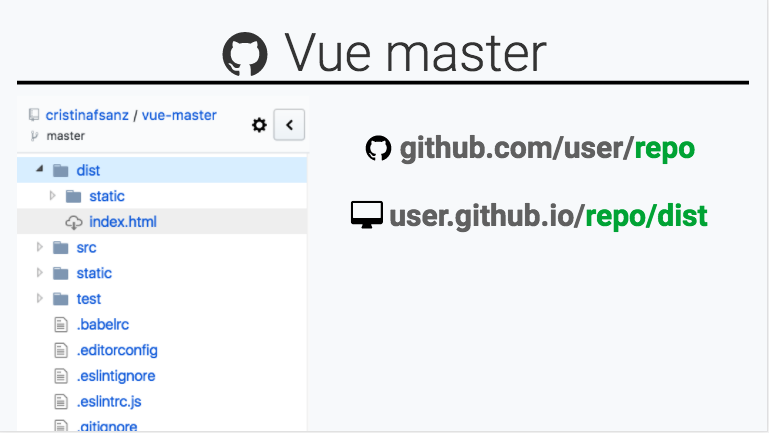 Vue master
cristinafsanz / vue-master
master
dist
static
index.html
src
static
test
.babelrc
.editorconfig
.eslintignore
.eslintrc.js
.gitignore
github.com/user/repo
user.github.io/repo/dist